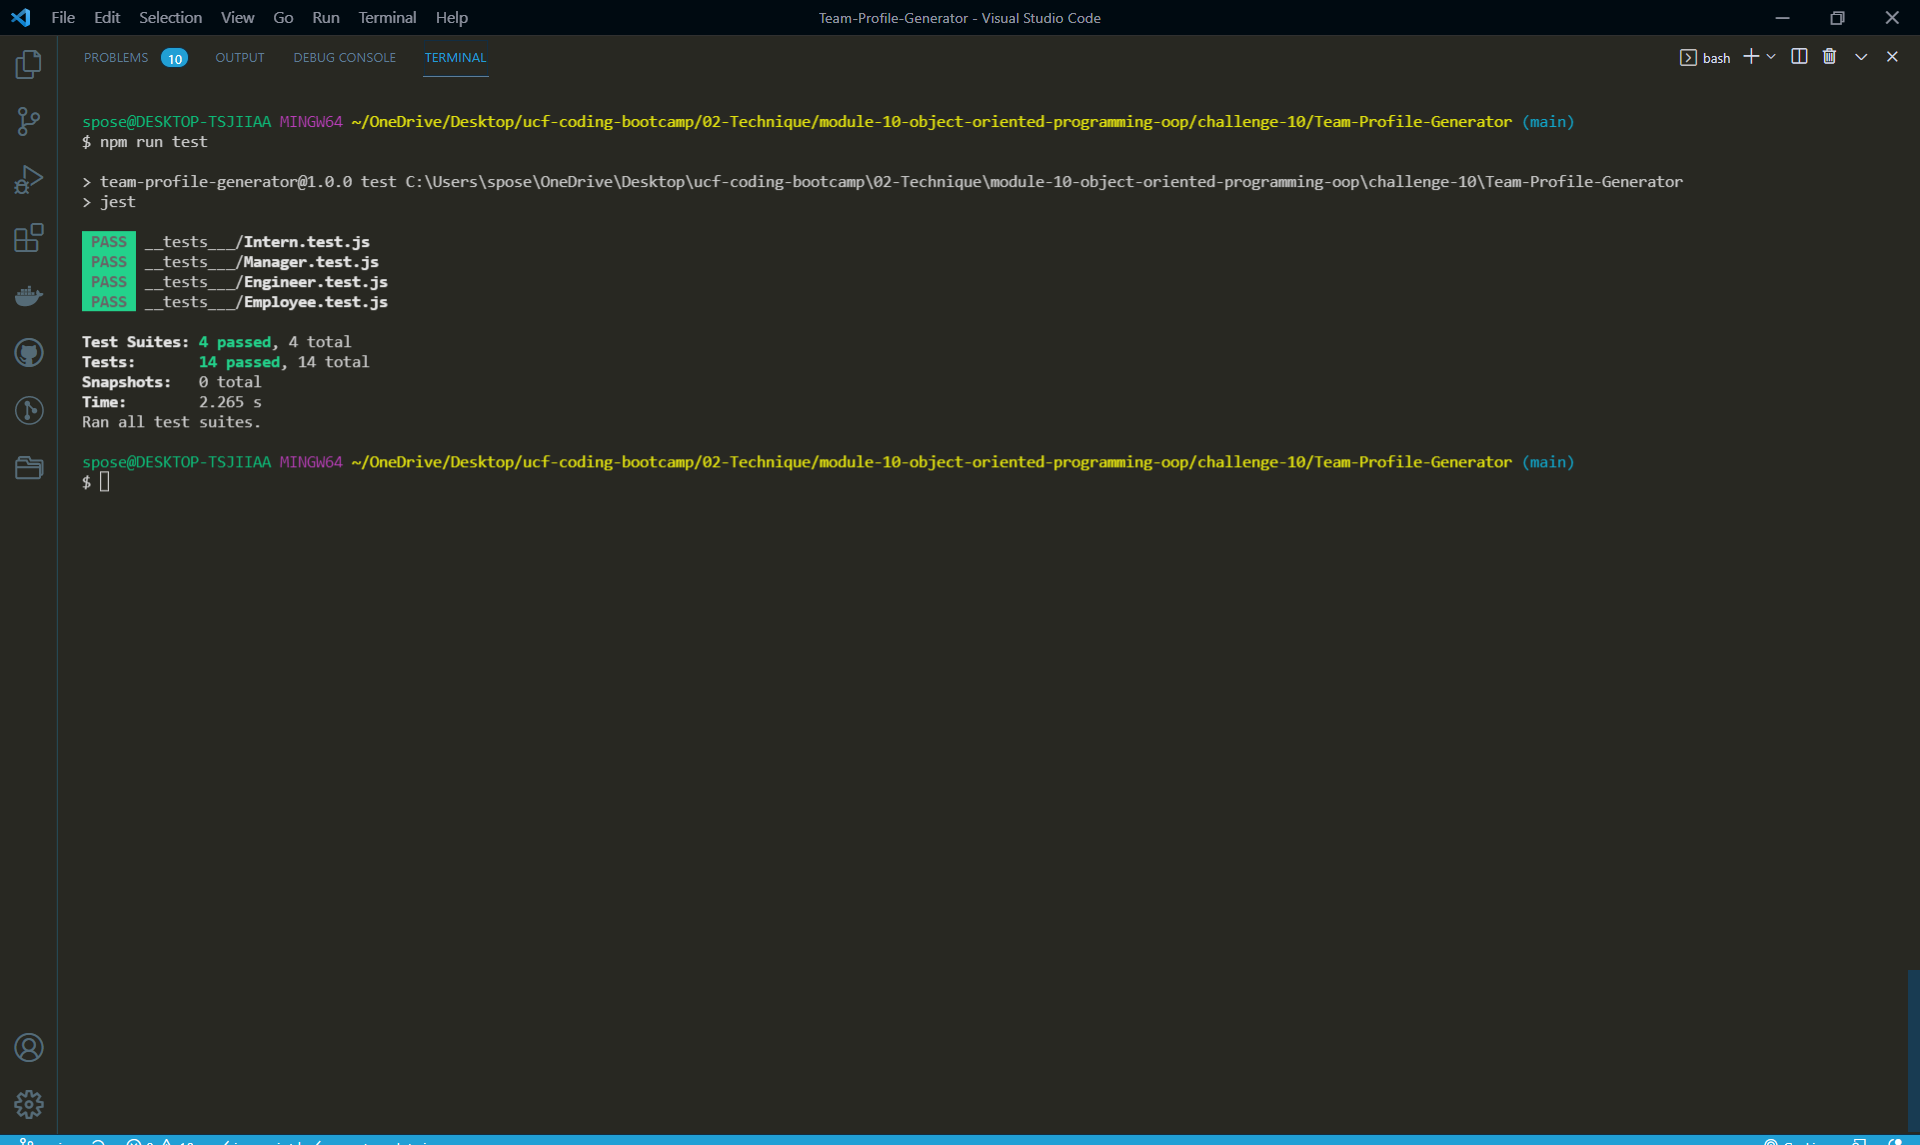 File Edit Selection View Go Run Terminal Help
Team-Profile-Generator - Visual Studio Code
PROBLEMS 10 OUTPUT DEBUG CONSOLE TERMINAL
bash
spose@DESKTOP-TSJIIAA MINGW64 ~/OneDrive/Desktop/ucf-coding-bootcamp/02-Technique/module-10-object-oriented-programming-oop/challenge-10/Team-Profile-Generator (main)
$ npm run test
> team-profile-generator@1.0.0 test C:\Users\spose\OneDrive\Desktop\ucf-coding-bootcamp\02-Technique\module-10-object-oriented-programming-oop\challenge-10\Team-Profile-Generator
> jest
PASS __tests___/Intern.test.js
PASS __tests___/Manager.test.js
PASS __tests___/Engineer.test.js
PASS __tests___/Employee.test.js
Test Suites: 4 passed, 4 total
Tests: 14 passed, 14 total
Snapshots: 0 total
Time: 2.265 s
Ran all test suites.
spose@DESKTOP-TSJIIAA MINGW64 ~/OneDrive/Desktop/ucf-coding-bootcamp/02-Technique/module-10-object-oriented-programming-oop/challenge-10/Team-Profile-Generator (main)
$